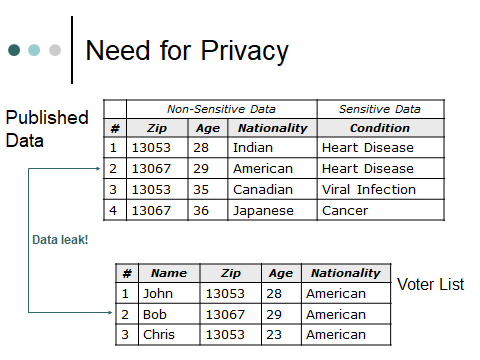 Need for Privacy
Published
Data
Non-Sensitive Data Sensitive Data
# Zip Age Nationality Condition
1 13053 28 Indian Heart Disease
2 13067 29 American Heart Disease
3 13053 35 Canadian Viral Infection
4 13067 36 Japanese Cancer
Data leak!
# Name Zip Age Nationality
Voter List
1 John 13053 28 American
2 Bob 13067 29 American
3 Chris 13053 23 American